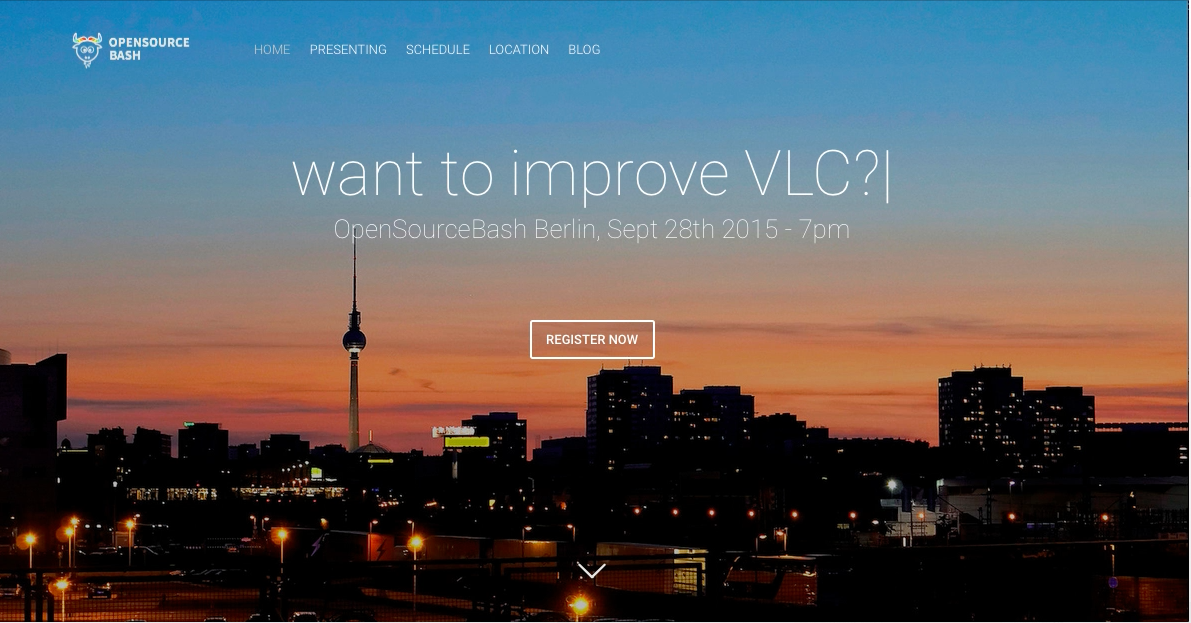 OPENSOURCE
BASH
HOME PRESENTING SCHEDULE LOCATION BLOG
want to improve VLC?|
OpenSourceBash Berlin, Sept 28th 2015 - 7pm
REGISTER NOW